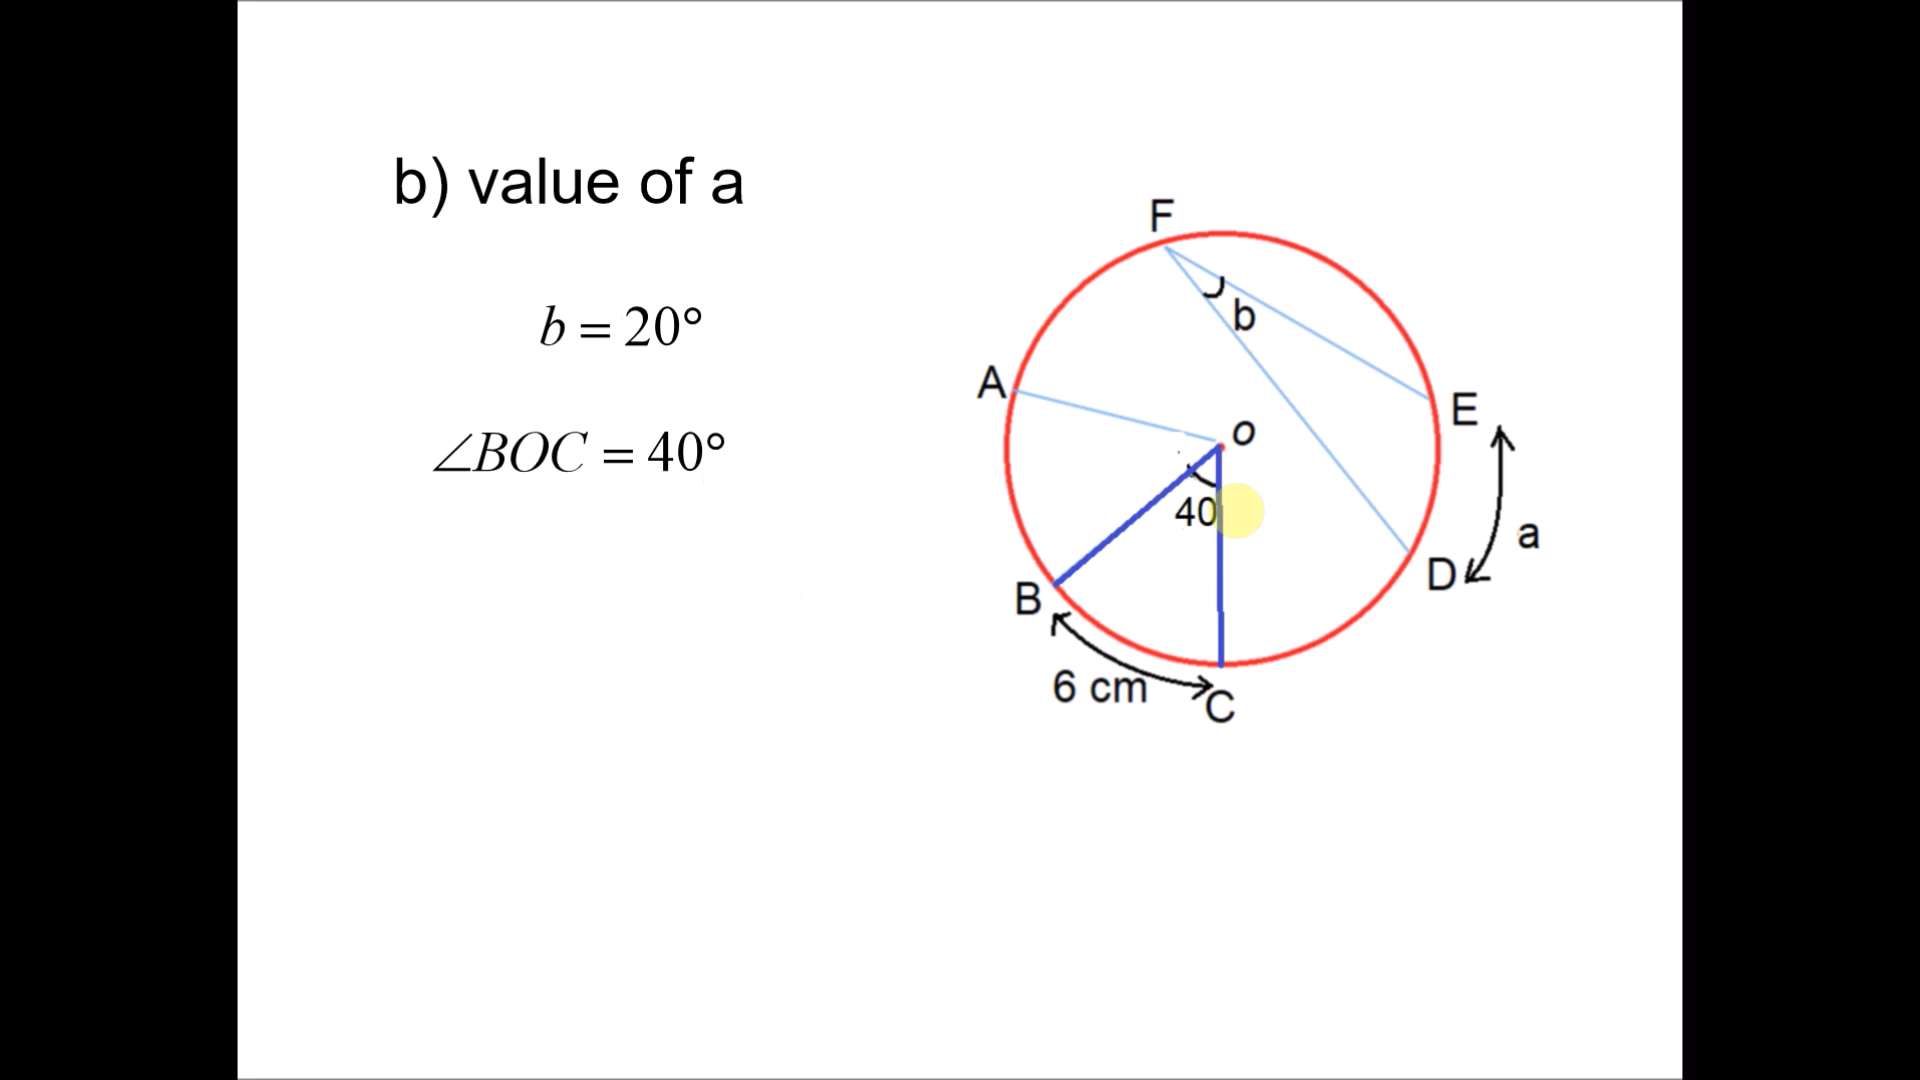 b) value of a
b = 20°
∠BOC = 40°
F
b
A
E
o
40
a
D
B
6 cm
C